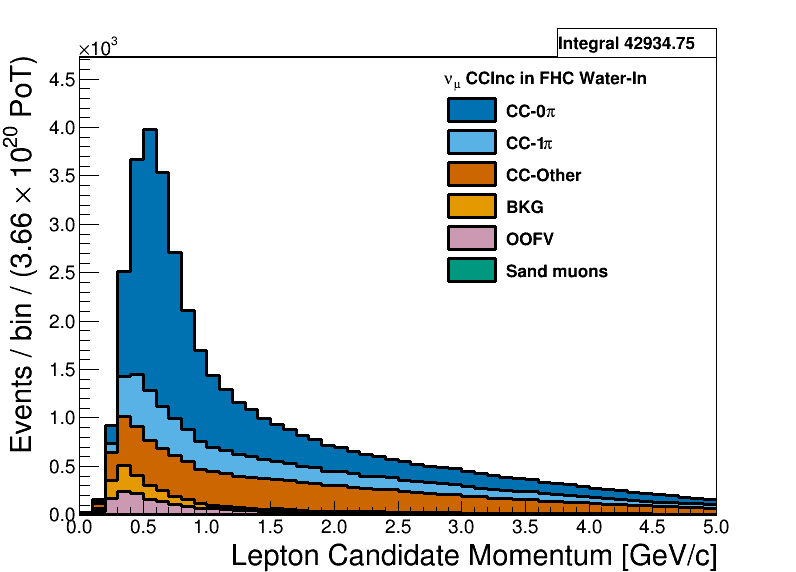 Integral 42934.75
×10³
ν_μ CCInc in FHC Water-In
CC-0π
CC-1π
CC-Other
BKG
OOFV
Sand muons
Events / bin / (3.66 × 10²⁰ PoT)
4.5
4.0
3.5
3.0
2.5
2.0
1.5
1.0
0.5
0.0
0.0 0.5 1.0 1.5 2.0 2.5 3.0 3.5 4.0 4.5 5.0
Lepton Candidate Momentum [GeV/c]